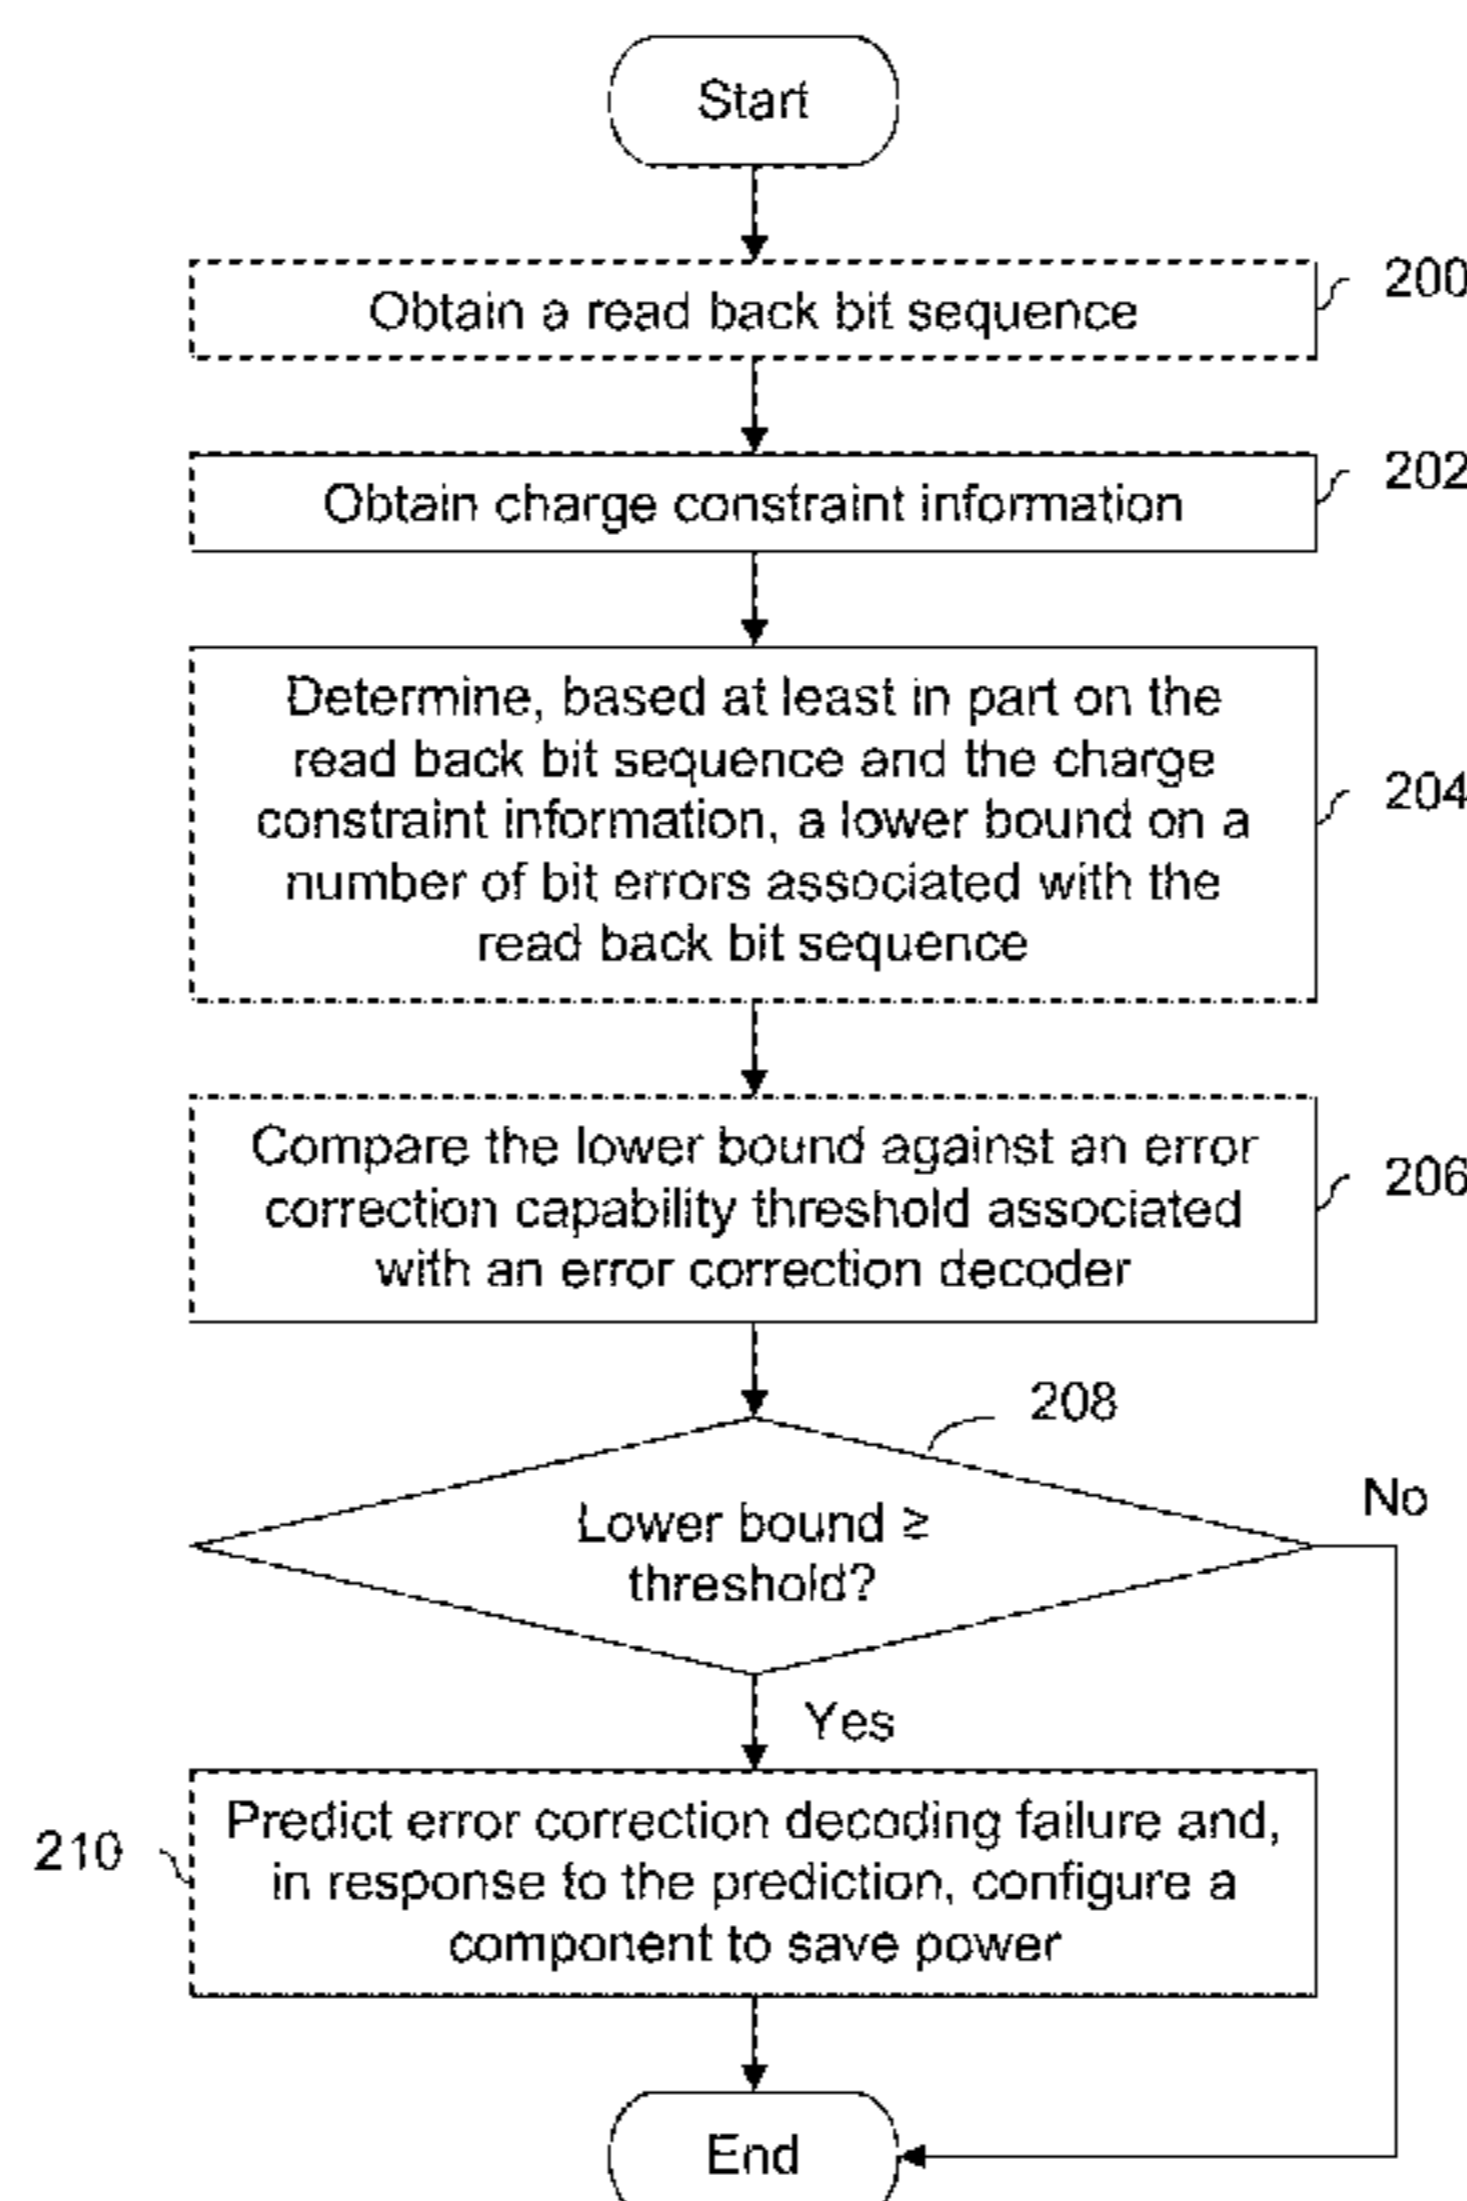 Start
Obtain a read back bit sequence
200
Obtain charge constraint information
202
Determine, based at least in part on the
read back bit sequence and the charge
constraint information, a lower bound on a
number of bit errors associated with the
read back bit sequence
204
Compare the lower bound against an error
correction capability threshold associated
with an error correction decoder
206
208
Lower bound ≥
threshold?
No
Yes
210
Predict error correction decoding failure and,
in response to the prediction, configure a
component to save power
End